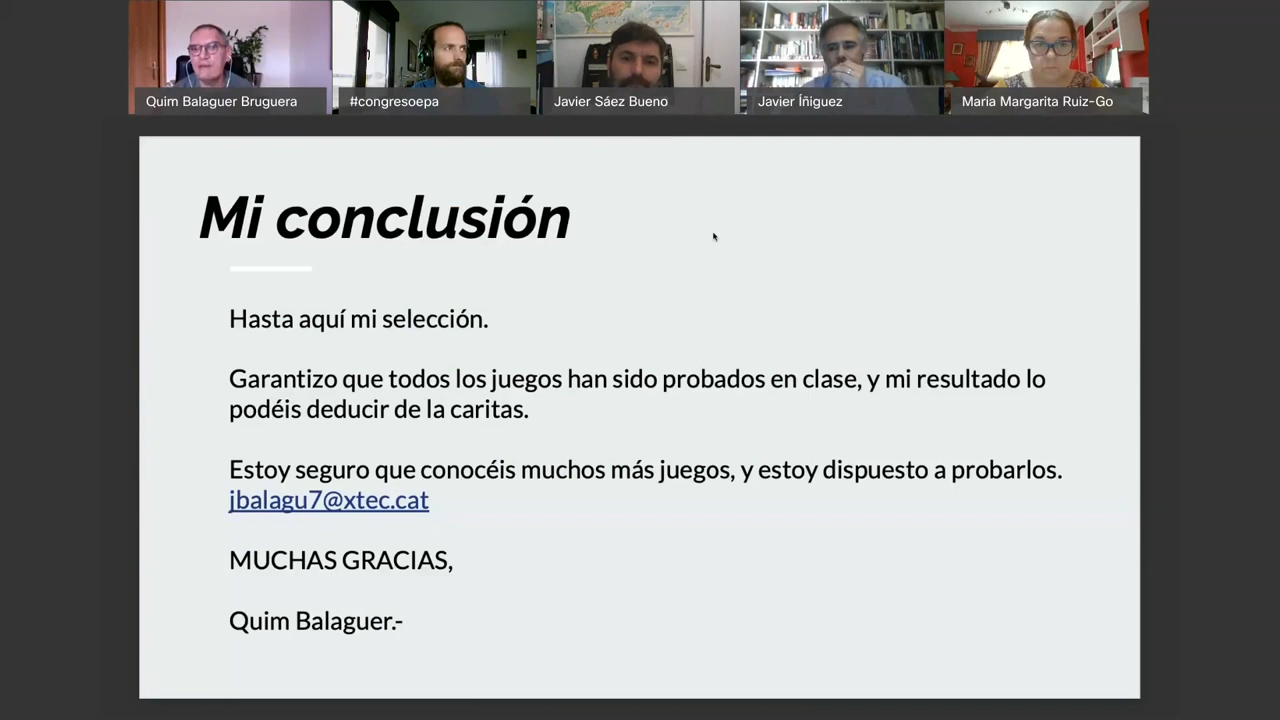 Quim Balaguer Bruguera
#congresoepa
Javier Sáez Bueno
Javier Íñiguez
Maria Margarita Ruiz-Go
Mi conclusión
Hasta aquí mi selección.
Garantizo que todos los juegos han sido probados en clase, y mi resultado lo
podéis deducir de la caritas.
Estoy seguro que conocéis muchos más juegos, y estoy dispuesto a probarlos.
jbalagu7@xtec.cat
MUCHAS GRACIAS,
Quim Balaguer.-